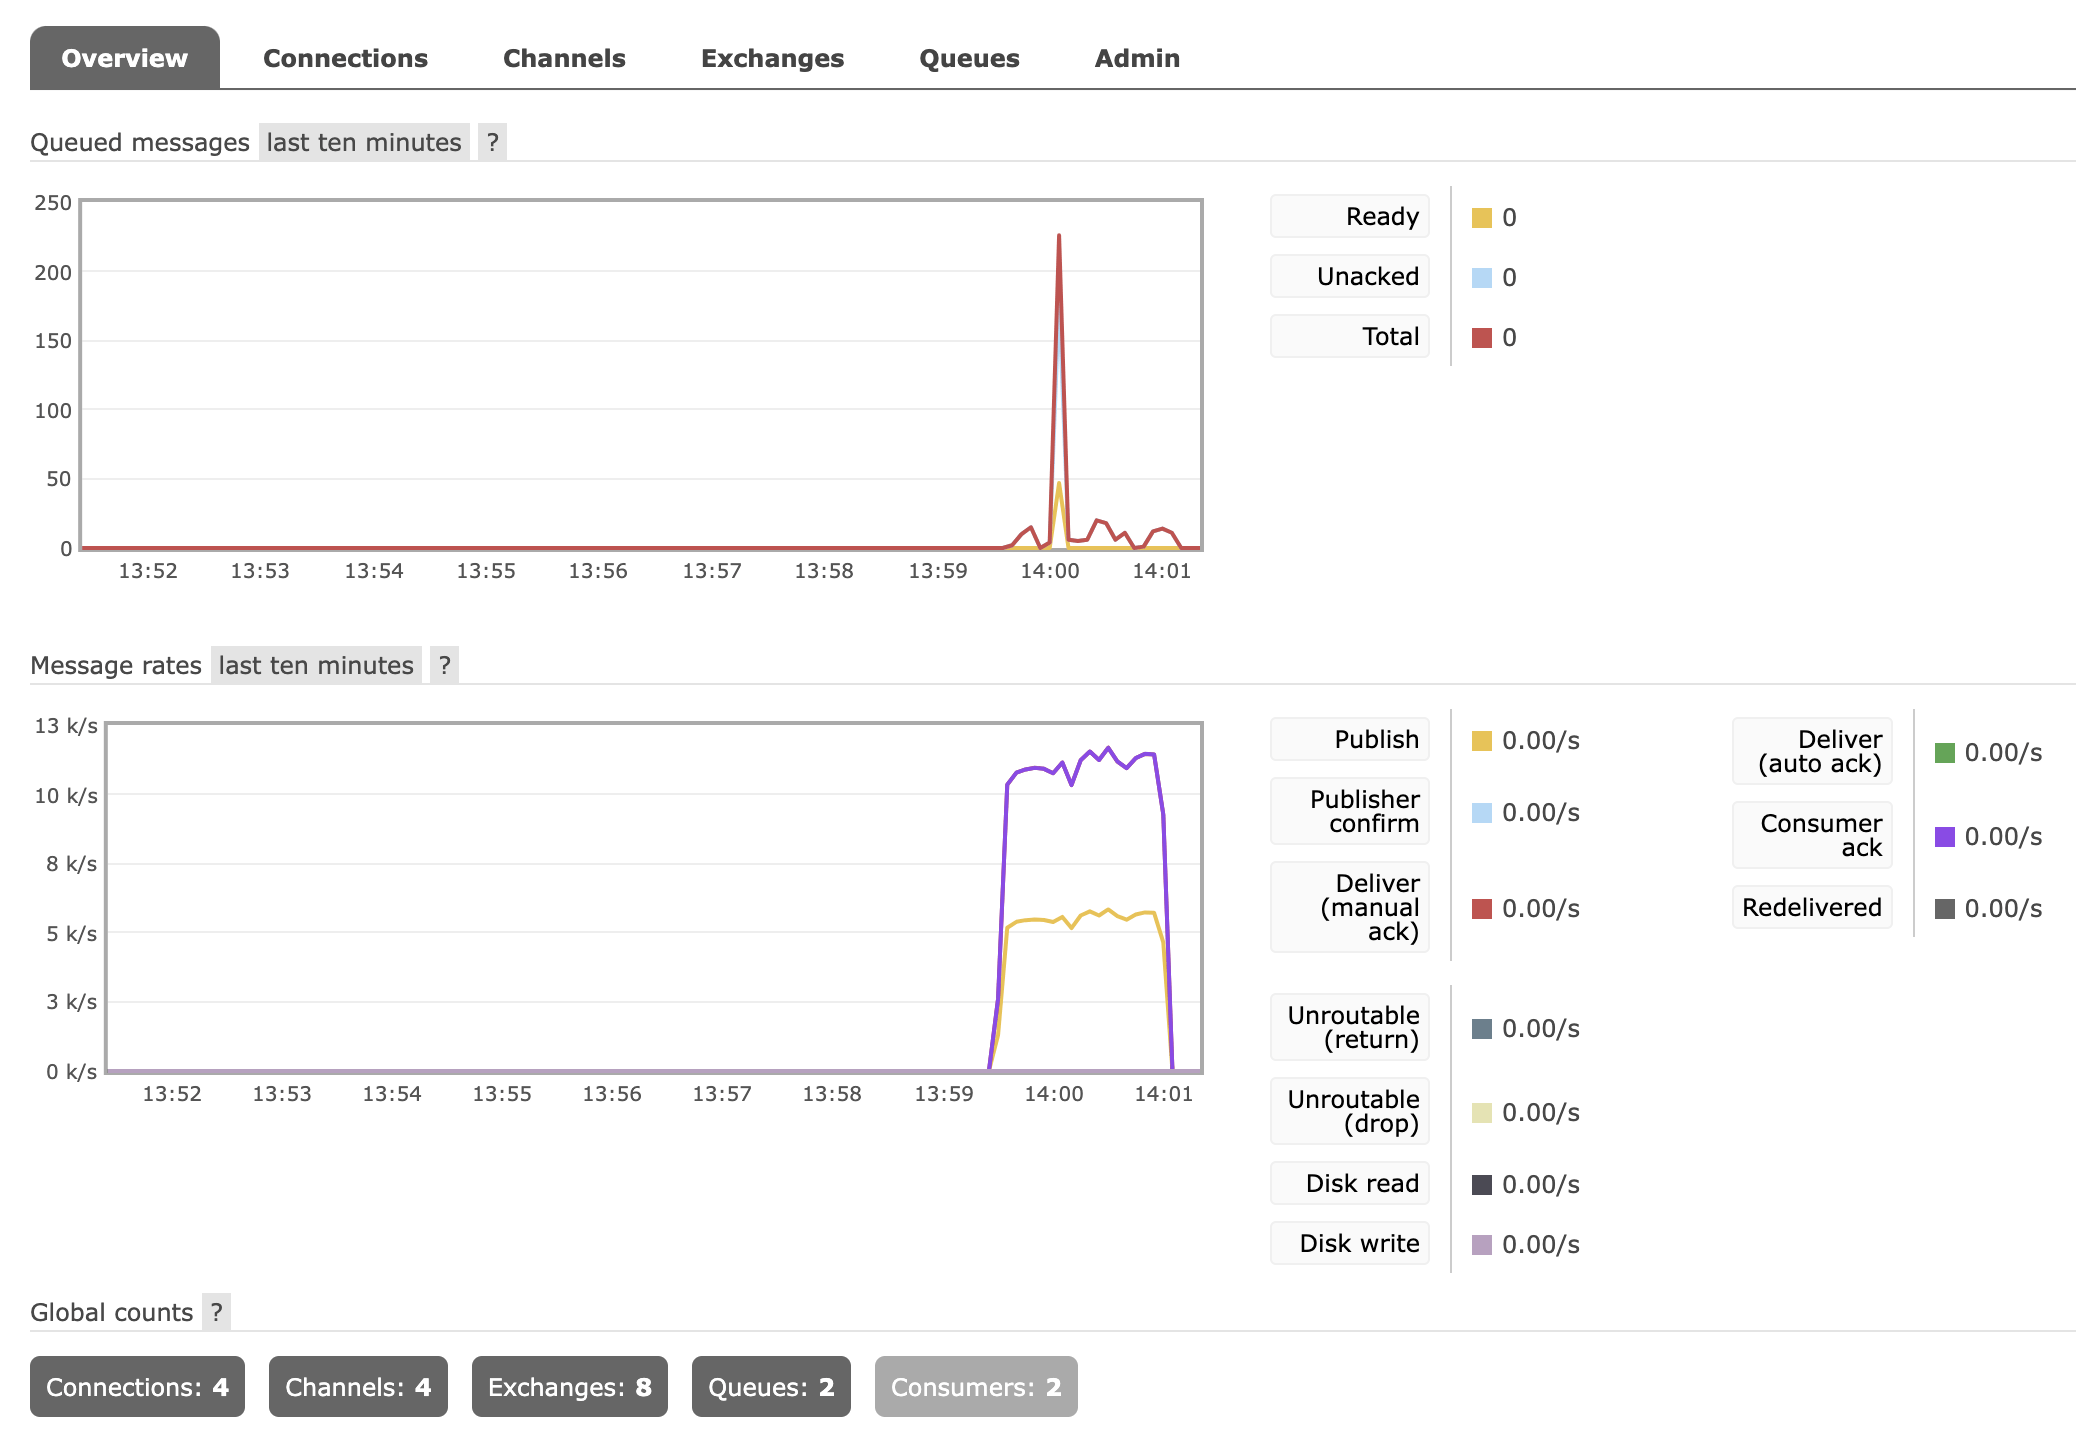 Overview Connections Channels Exchanges Queues Admin
Queued messages last ten minutes ?
250
200
150
100
50
0
13:52 13:53 13:54 13:55 13:56 13:57 13:58 13:59 14:00 14:01
Ready 0
Unacked 0
Total 0
Message rates last ten minutes ?
13 k/s
10 k/s
8 k/s
5 k/s
3 k/s
0 k/s
13:52 13:53 13:54 13:55 13:56 13:57 13:58 13:59 14:00 14:01
Publish 0.00/s
Publisher
confirm 0.00/s
Deliver
(manual
ack) 0.00/s
Deliver
(auto ack) 0.00/s
Consumer
ack 0.00/s
Redelivered 0.00/s
Unroutable
(return) 0.00/s
Unroutable
(drop) 0.00/s
Disk read 0.00/s
Disk write 0.00/s
Global counts ?
Connections: 4 Channels: 4 Exchanges: 8 Queues: 2 Consumers: 2